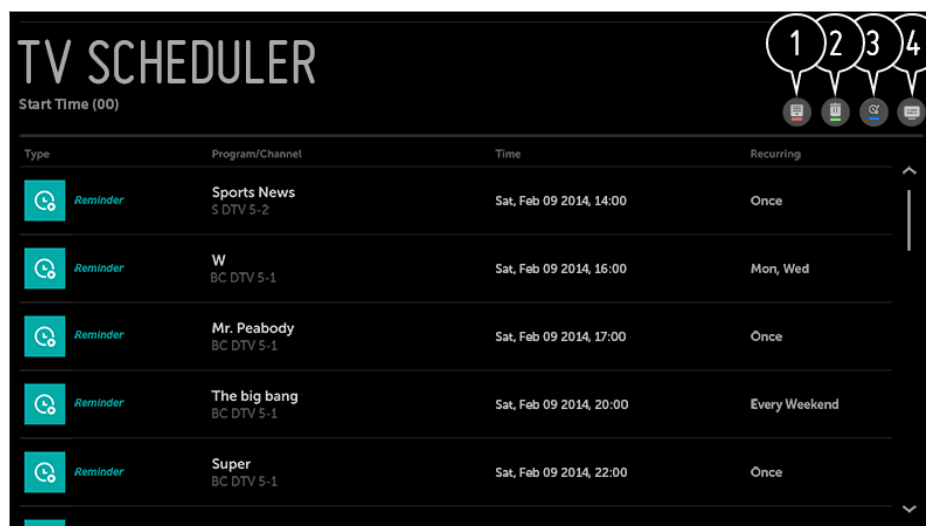 1 2 3 4
TV SCHEDULER
Start Time (00)
Type Program/Channel Time Recurring
Reminder Sports News Sat, Feb 09 2014, 14:00 Once
S DTV 5-2
Reminder W Sat, Feb 09 2014, 16:00 Mon, Wed
BC DTV 5-1
Reminder Mr. Peabody Sat, Feb 09 2014, 17:00 Once
BC DTV 5-1
Reminder The big bang Sat, Feb 09 2014, 20:00 Every Weekend
BC DTV 5-1
Reminder Super Sat, Feb 09 2014, 22:00 Once
BC DTV 5-1